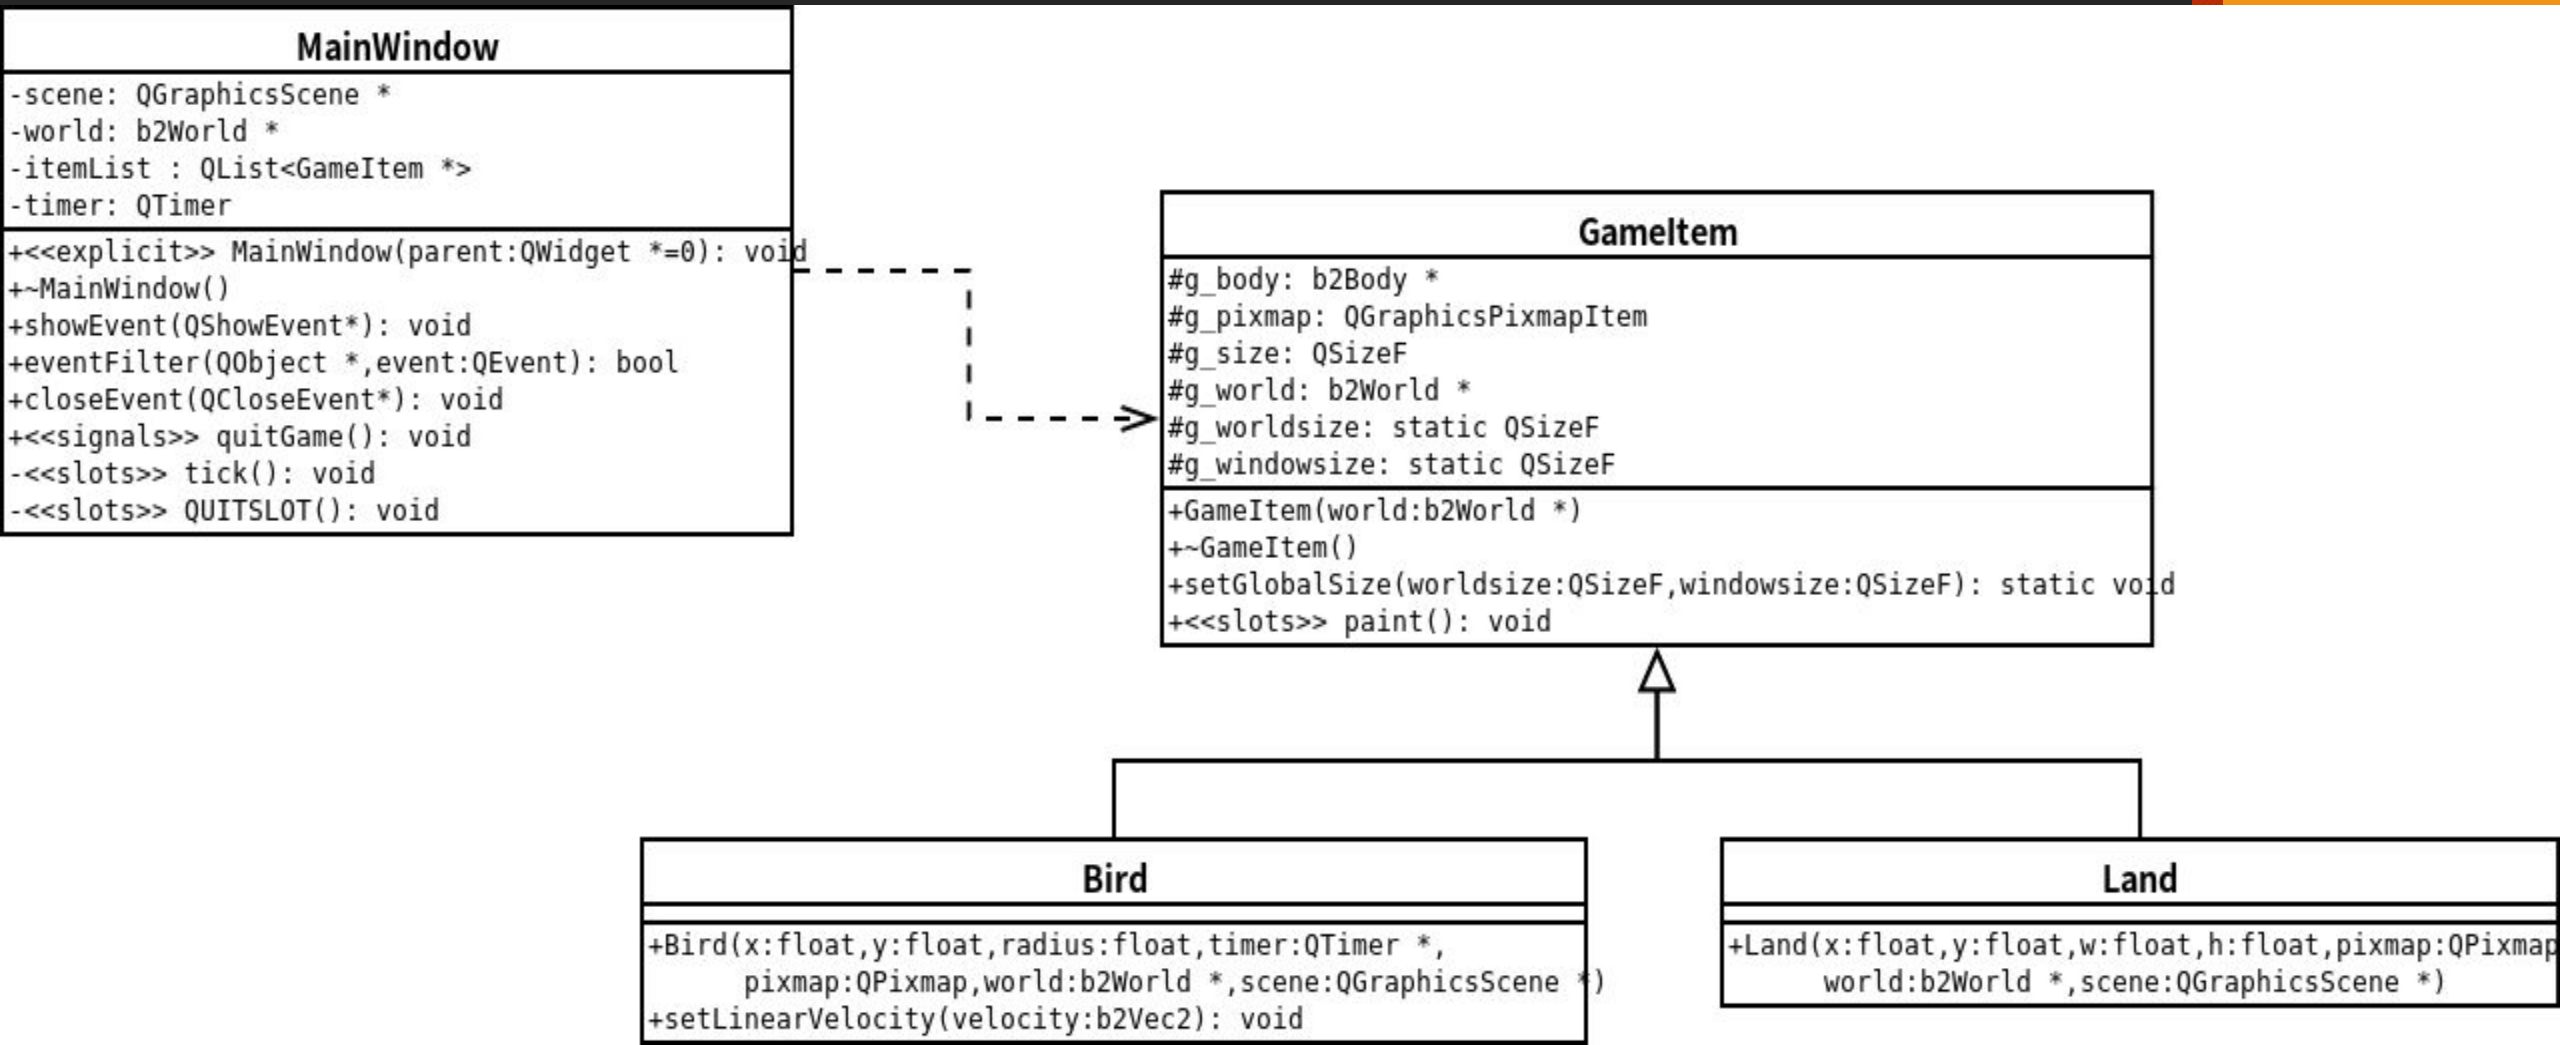 MainWindow
-scene: QGraphicsScene *
-world: b2World *
-itemList : QList<GameItem *>
-timer: QTimer
+<<explicit>> MainWindow(parent:QWidget *=0): void
+~MainWindow()
+showEvent(QShowEvent*): void
+eventFilter(QObject *,event:QEvent): bool
+closeEvent(QCloseEvent*): void
+<<signals>> quitGame(): void
-<<slots>> tick(): void
-<<slots>> QUITSLOT(): void
GameItem
#g_body: b2Body *
#g_pixmap: QGraphicsPixmapItem
#g_size: QSizeF
#g_world: b2World *
#g_worldsize: static QSizeF
#g_windowsize: static QSizeF
+GameItem(world:b2World *)
+~GameItem()
+setGlobalSize(worldsize:QSizeF,windowsize:QSizeF): static void
+<<slots>> paint(): void
Bird
+Bird(x:float,y:float,radius:float,timer:QTimer *,
pixmap:QPixmap,world:b2World *,scene:QGraphicsScene *)
+setLinearVelocity(velocity:b2Vec2): void
Land
+Land(x:float,y:float,w:float,h:float,pixmap:QPixmap
world:b2World *,scene:QGraphicsScene *)